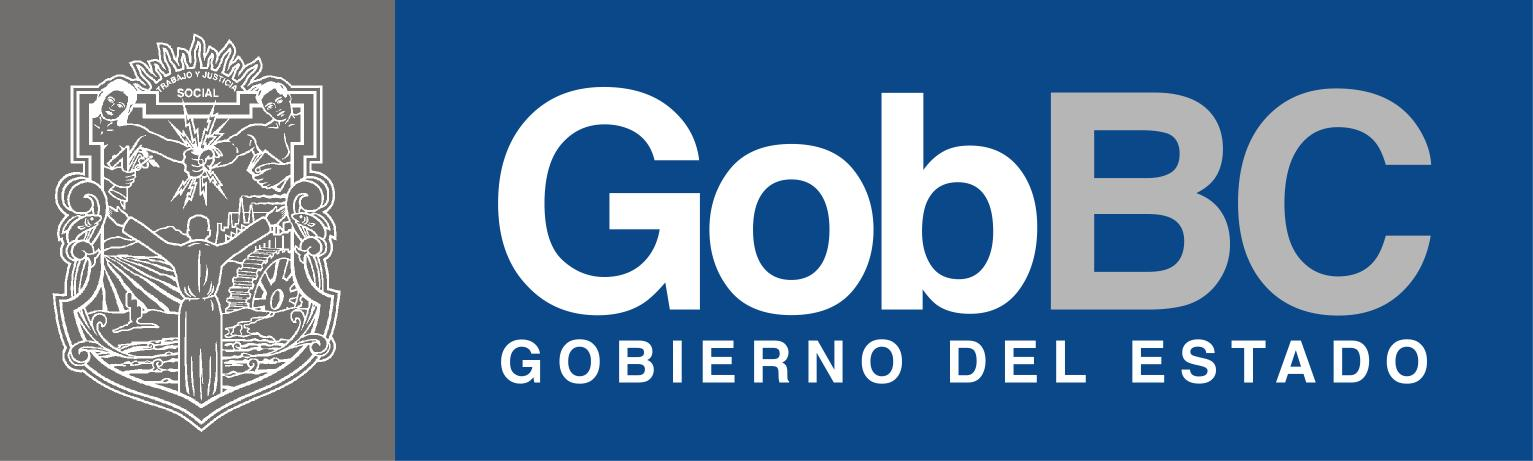 TRABAJO Y JUSTICIA
SOCIAL
GobBC
GOBIERNO DEL ESTADO